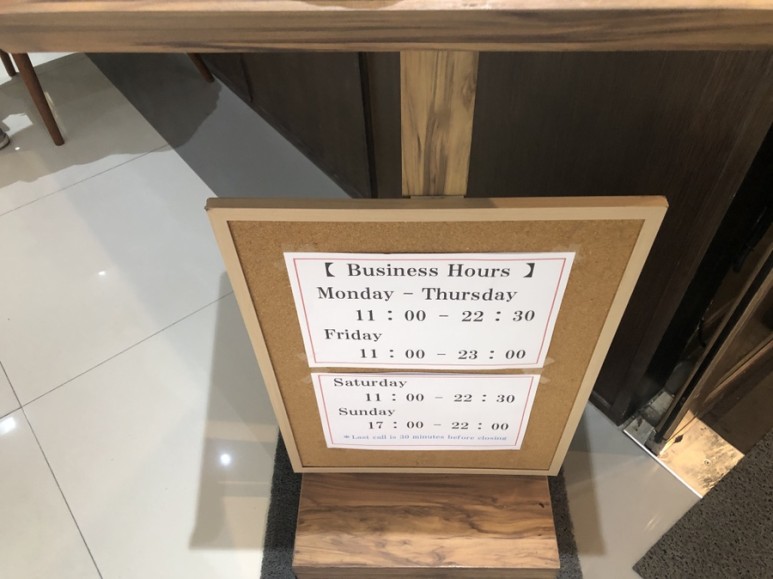 【 Business Hours 】
Monday - Thursday
11 : 00 - 22 : 30
Friday
11 : 00 - 23 : 00
Saturday
11 : 00 - 22 : 30
Sunday
17 : 00 - 22 : 00
*Last call is 30 minutes before closing